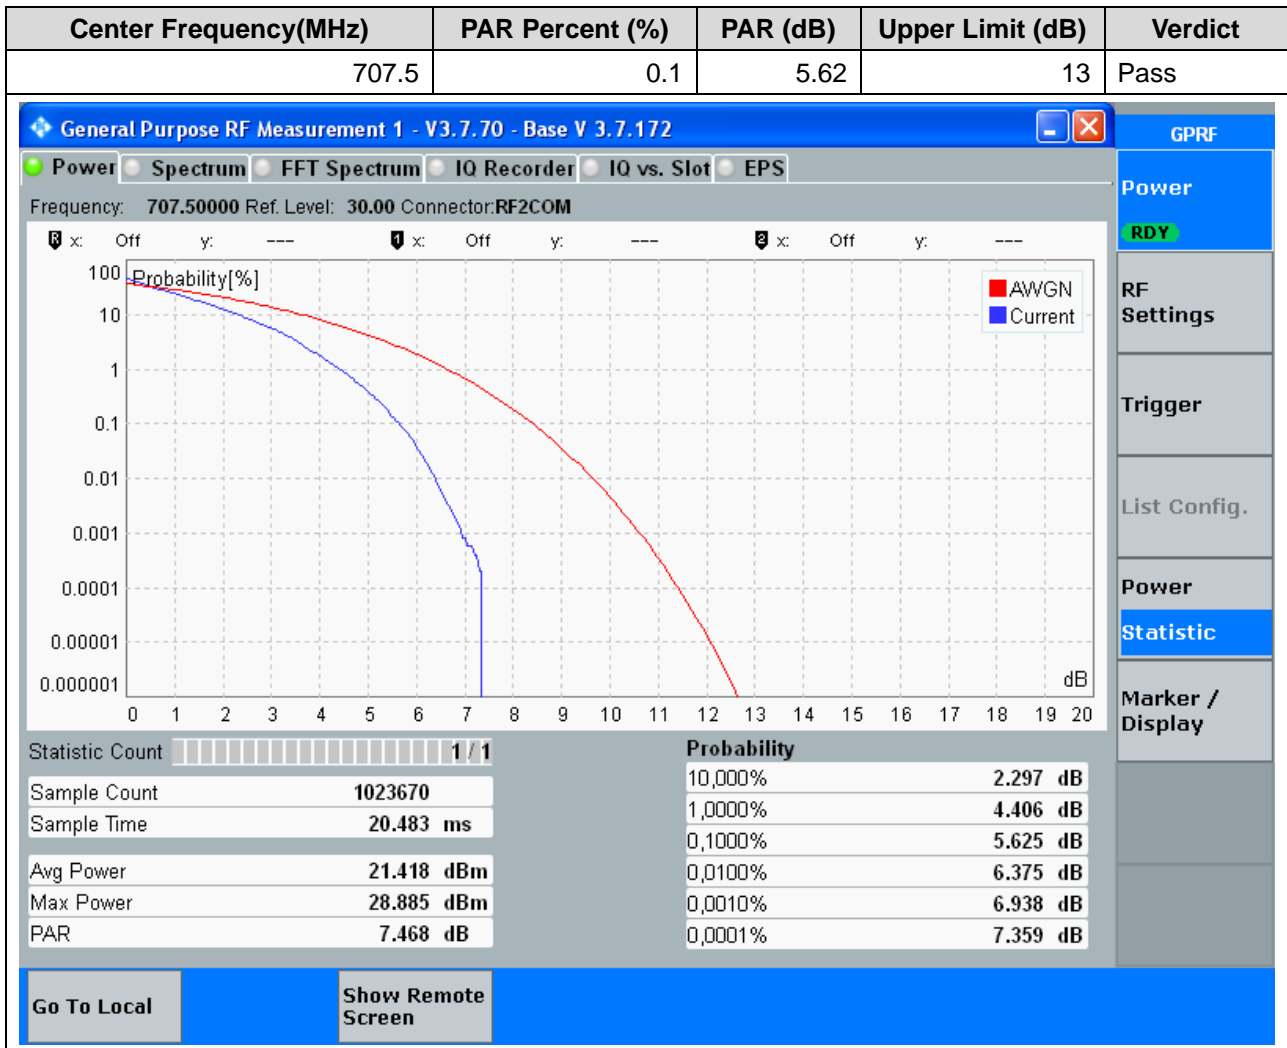 Center Frequency(MHz) PAR Percent (%) PAR (dB) Upper Limit (dB) Verdict
707.5 0.1 5.62 13 Pass
General Purpose RF Measurement 1 - V3.7.70 - Base V 3.7.172
GPRF
Power Spectrum FFT Spectrum IQ Recorder IQ vs. Slot EPS
Power
RDY
Frequency: 707.50000 Ref. Level: 30.00 Connector:RF2COM
R x: Off y: --- 1 x: Off y: --- 2 x: Off y: ---
Probability[%]
AWGN
Current
100
10
1
0.1
0.01
0.001
0.0001
0.00001
0.000001
dB
0 1 2 3 4 5 6 7 8 9 10 11 12 13 14 15 16 17 18 19 20
RF
Settings
Trigger
List Config.
Power
Statistic
Marker /
Display
Statistic Count 1 / 1
Sample Count 1023670
Sample Time 20.483 ms
Avg Power 21.418 dBm
Max Power 28.885 dBm
PAR 7.468 dB
Probability
10,000% 2.297 dB
1,0000% 4.406 dB
0,1000% 5.625 dB
0,0100% 6.375 dB
0,0010% 6.938 dB
0,0001% 7.359 dB
Go To Local
Show Remote
Screen